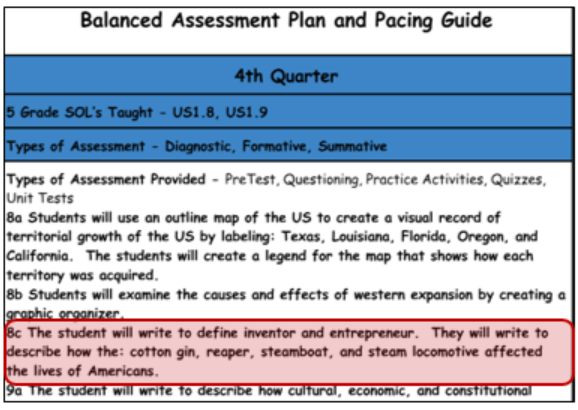 Balanced Assessment Plan and Pacing Guide
4th Quarter
5 Grade SOL's Taught - US1.8, US1.9
Types of Assessment - Diagnostic, Formative, Summative
Types of Assessment Provided - PreTest, Questioning, Practice Activities, Quizzes,
Unit Tests
8a Students will use an outline map of the US to create a visual record of
territorial growth of the US by labeling: Texas, Louisiana, Florida, Oregon, and
California. The students will create a legend for the map that shows how each
territory was acquired.
8b Students will examine the causes and effects of western expansion by creating a
graphic organizer.
8c The student will write to define inventor and entrepreneur. They will write to
describe how the: cotton gin, reaper, steamboat, and steam locomotive affected
the lives of Americans.
9a The student will write to describe how cultural, economic, and constitutional